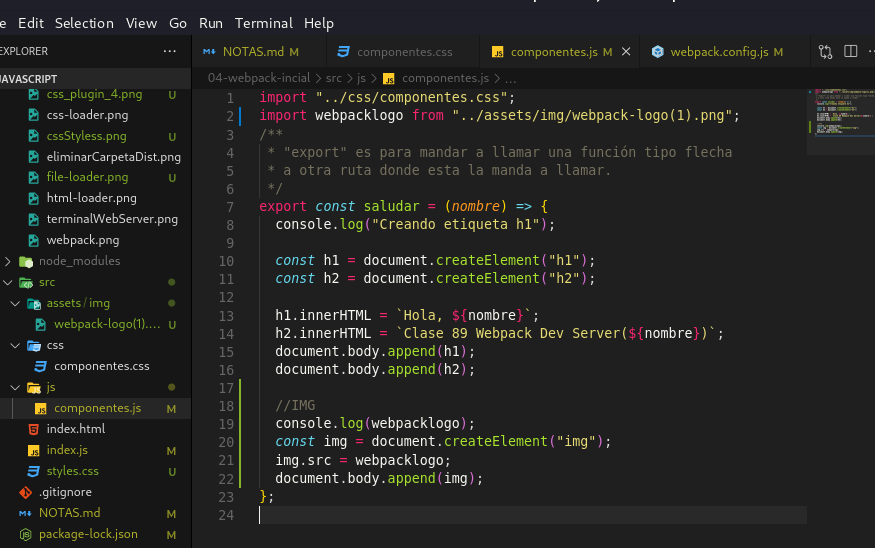 Edit Selection View Go Run Terminal Help
EXPLORER ...
NOTAS.md M componentes.css componentes.js M webpack.config.js M
JAVASCRIPT
css_plugin_4.png U
css-loader.png
cssStyless.png U
eliminarCarpetaDist.png
file-loader.png U
html-loader.png
terminalWebServer.png
webpack.png
node_modules
src
assets/img
webpack-logo(1).... U
css
componentes.css
js
componentes.js M
index.html
index.js M
styles.css U
.gitignore
NOTAS.md M
package-lock.json M
04-webpack-incial > src > js > componentes.js > ...
1 import "../css/componentes.css";
2 import webpacklogo from "../assets/img/webpack-logo(1).png";
3 /**
4 * "export" es para mandar a llamar una función tipo flecha
5 * a otra ruta donde esta la manda a llamar.
6 */
7 export const saludar = (nombre) => {
8 console.log("Creando etiqueta h1");
9
10 const h1 = document.createElement("h1");
11 const h2 = document.createElement("h2");
12
13 h1.innerHTML = `Hola, ${nombre}`;
14 h2.innerHTML = `Clase 89 Webpack Dev Server(${nombre})`;
15 document.body.append(h1);
16 document.body.append(h2);
17
18 //IMG
19 console.log(webpacklogo);
20 const img = document.createElement("img");
21 img.src = webpacklogo;
22 document.body.append(img);
23 };
24